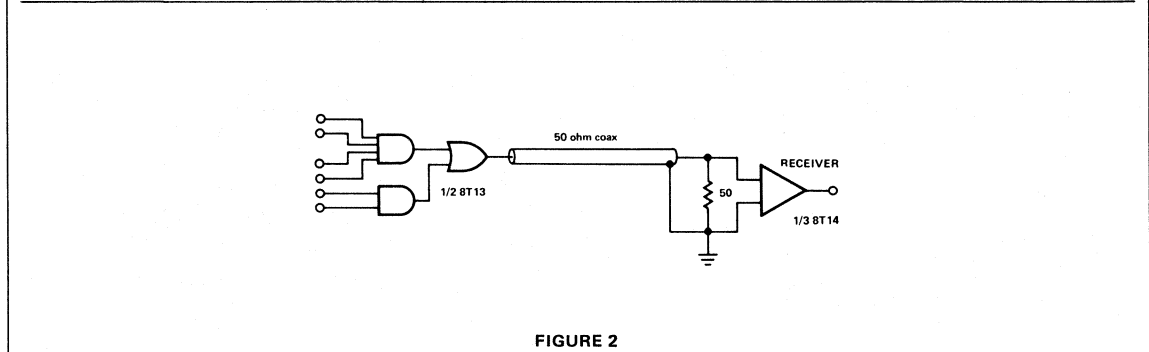 50 ohm coax
RECEIVER
1/2 8T13
50
1/3 8T14
FIGURE 2